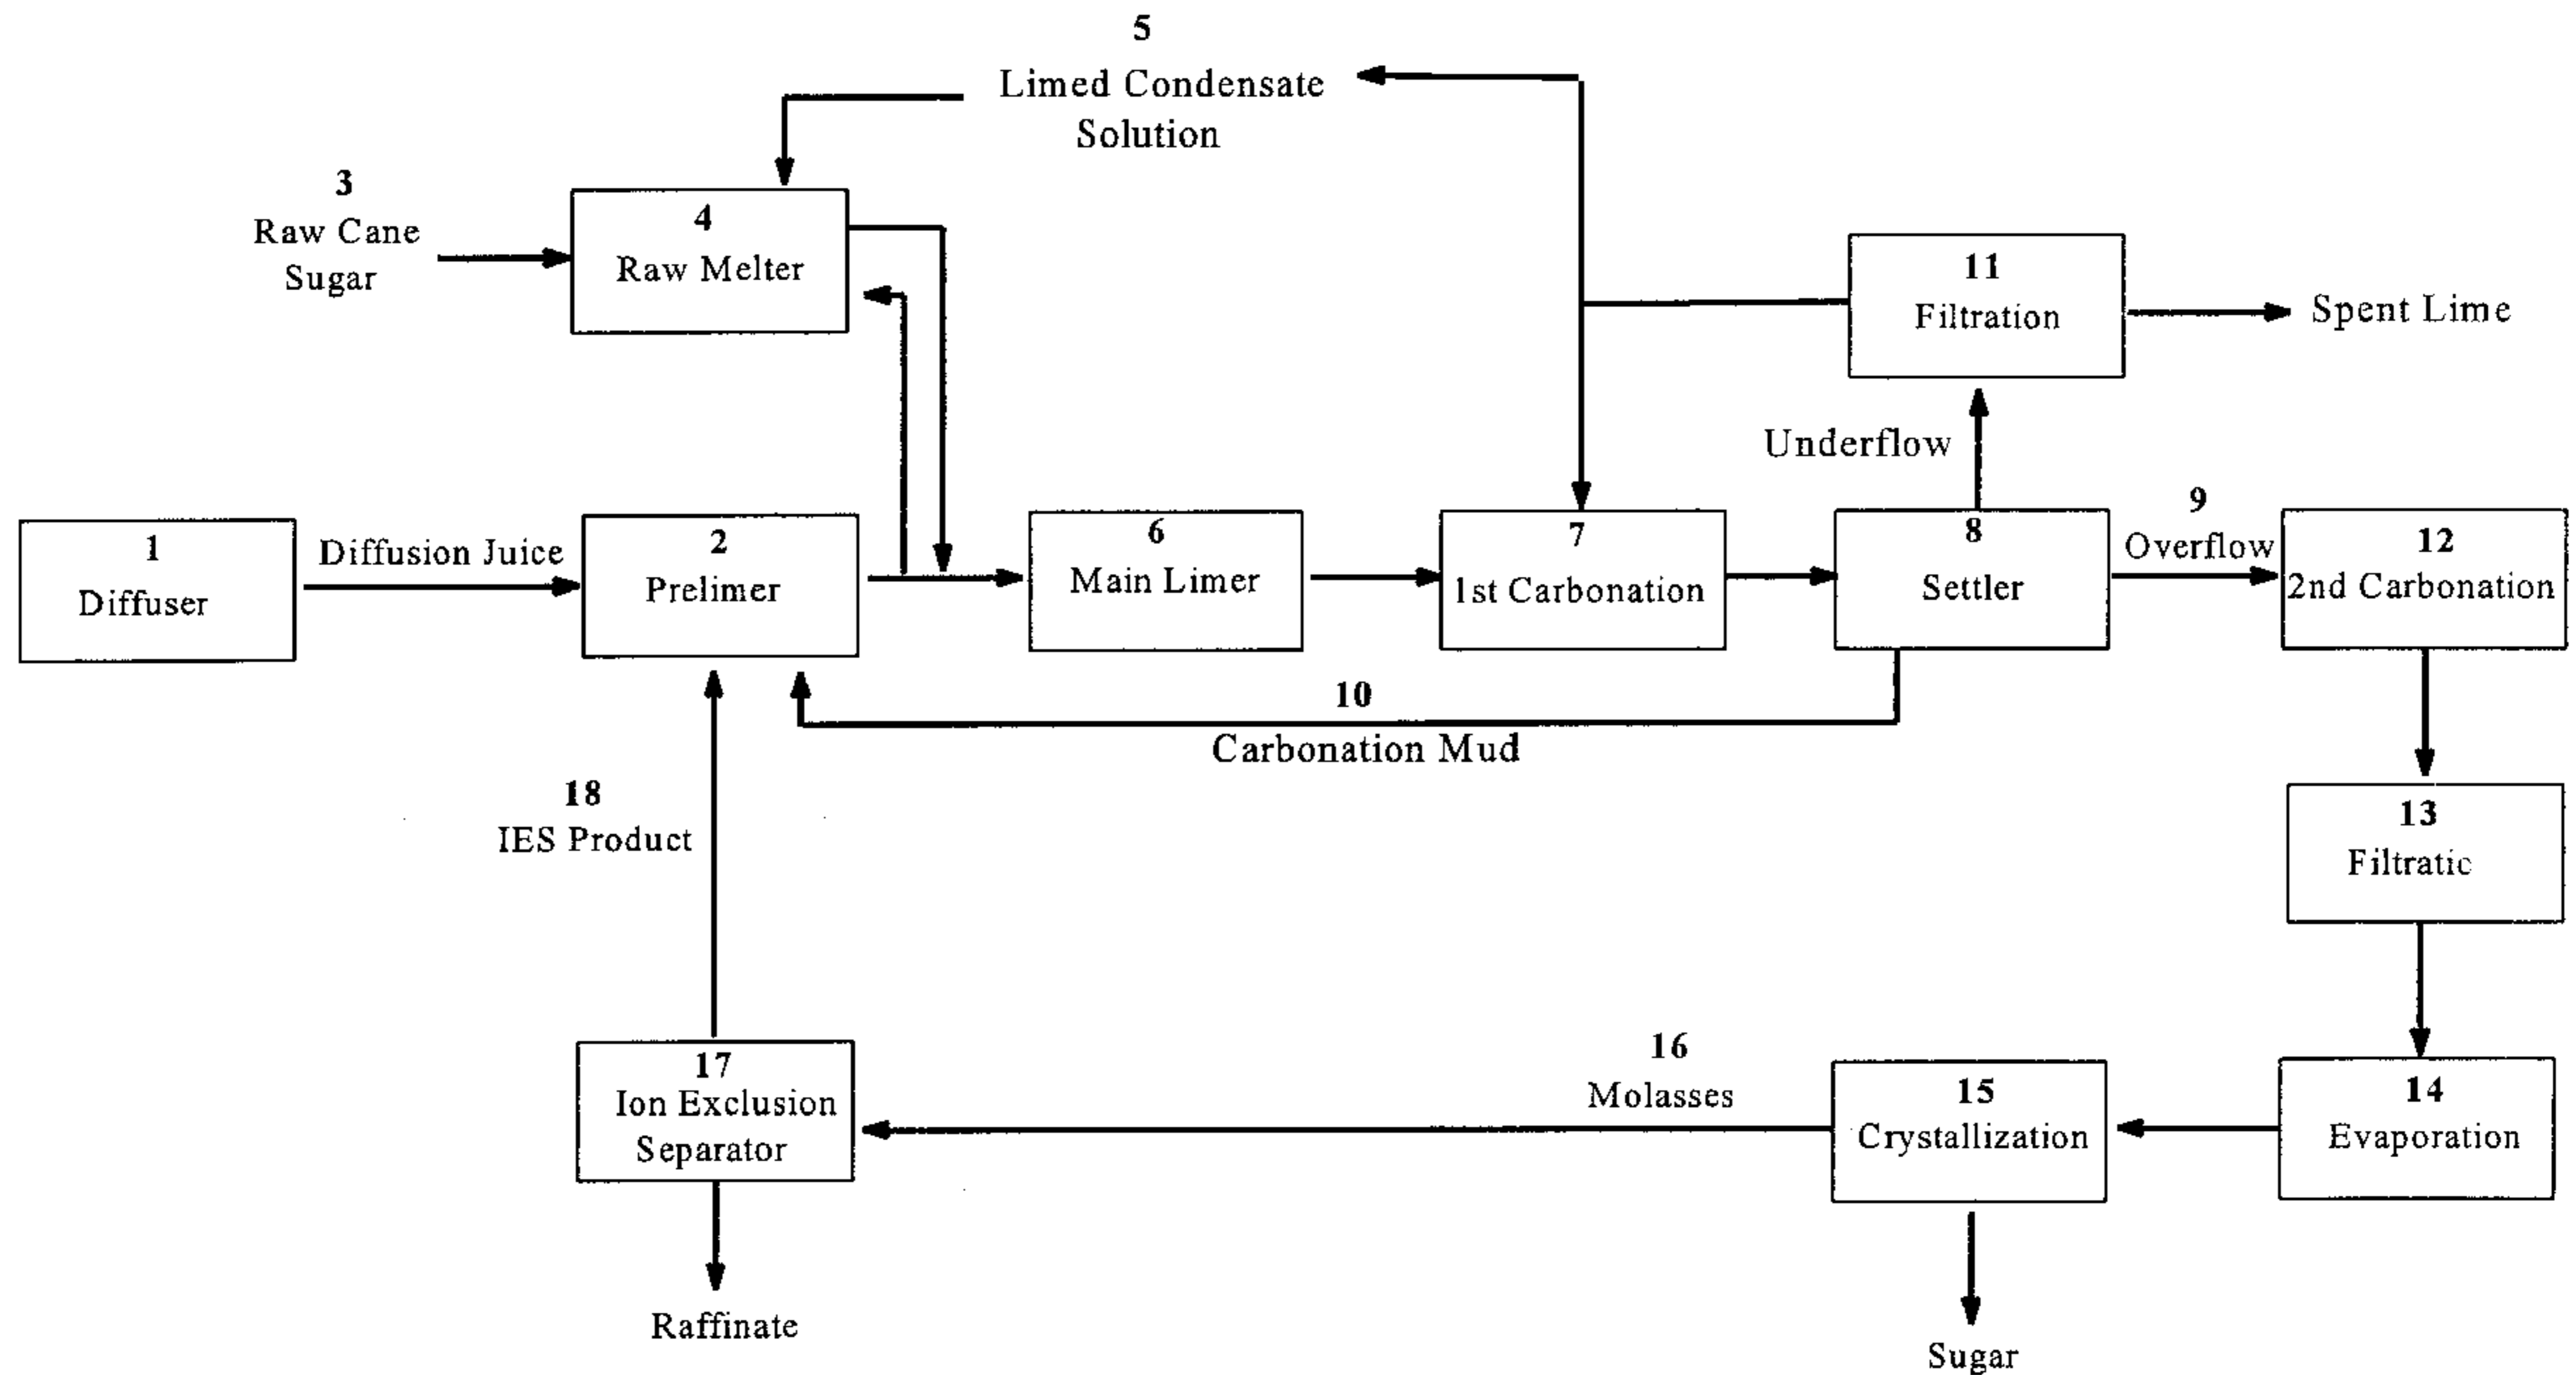 5
Limed Condensate
Solution
3
Raw Cane
Sugar
4
Raw Melter
11
Filtration
Spent Lime
Underflow
1
Diffuser
Diffusion Juice
2
Prelimer
6
Main Limer
7
1st Carbonation
8
Settler
9
Overflow
12
2nd Carbonation
10
Carbonation Mud
18
IES Product
13
Filtratic
17
Ion Exclusion
Separator
16
Molasses
15
Crystallization
14
Evaporation
Raffinate
Sugar